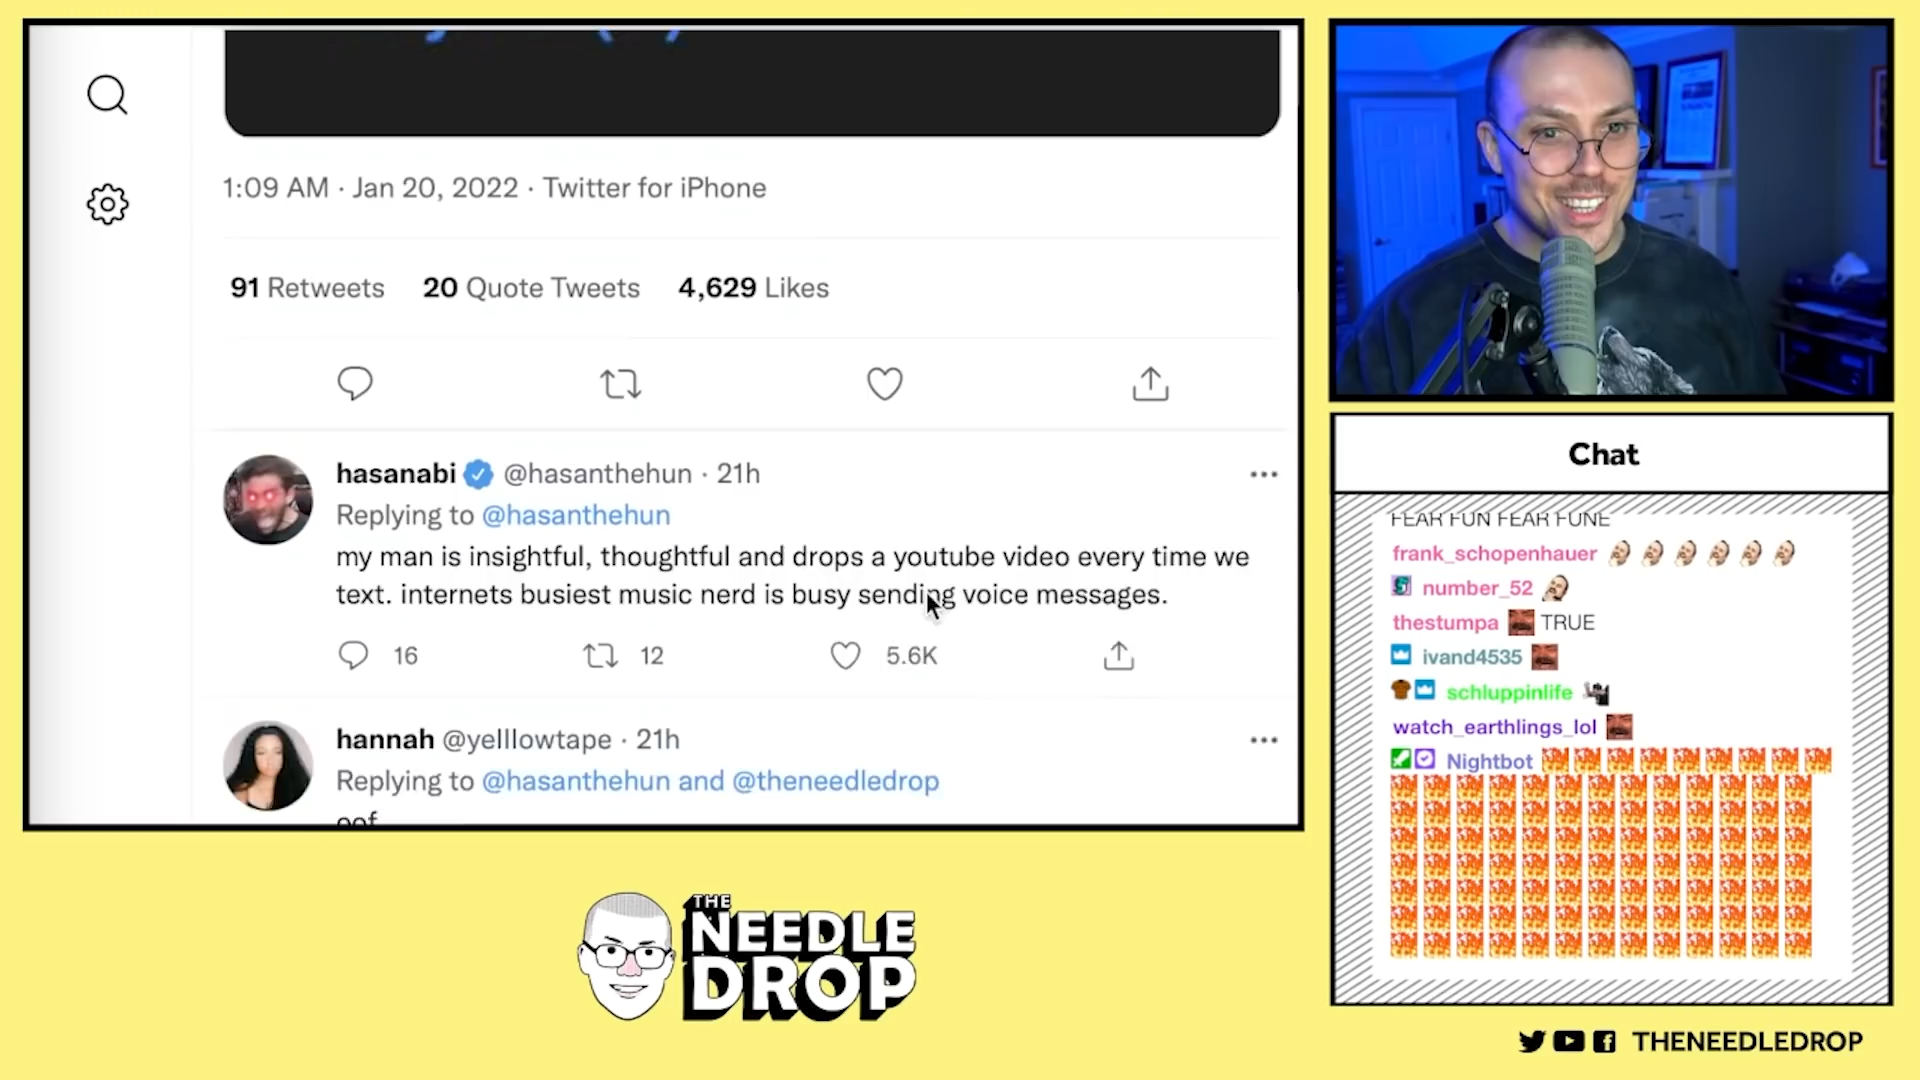 1:09 AM · Jan 20, 2022 · Twitter for iPhone
91 Retweets 20 Quote Tweets 4,629 Likes
hasanabi @hasanthehun · 21h
Replying to @hasanthehun
my man is insightful, thoughtful and drops a youtube video every time we
text. internets busiest music nerd is busy sending voice messages.
16 12 5.6K
hannah @yelllowtape · 21h
Replying to @hasanthehun and @theneedledrop
oof
Chat
FEAR FUN FEAR FUNE
frank_schopenhauer
number_52
thestumpa TRUE
ivand4535
schluppinlife
watch_earthlings_lol
Nightbot
THE
NEEDLE
DROP
THENEEDLEDROP